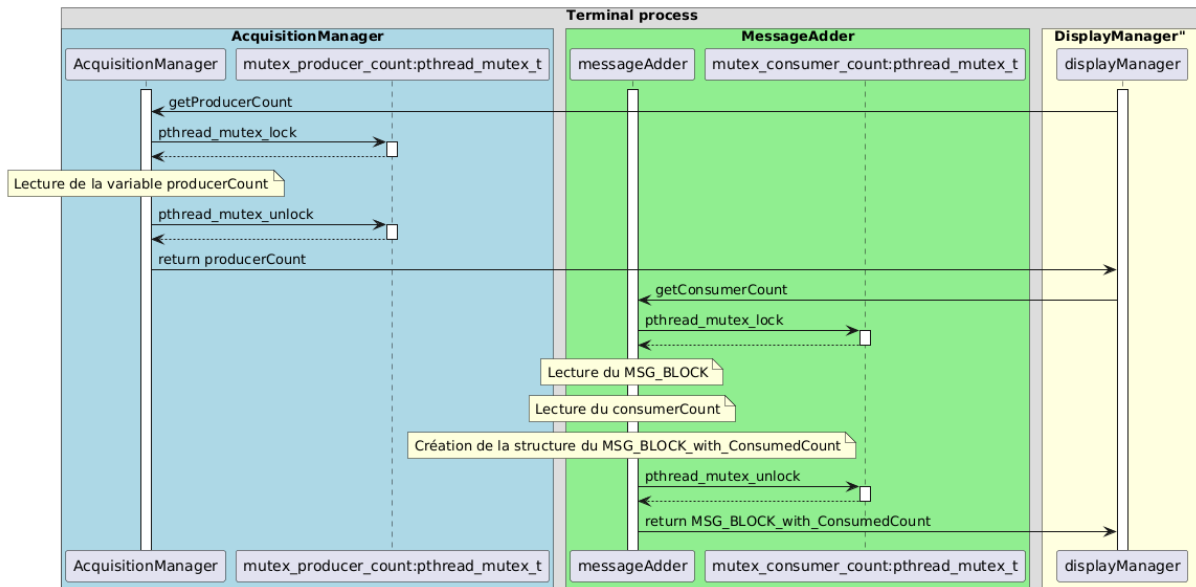 Terminal process
AcquisitionManager
MessageAdder
DisplayManager"
AcquisitionManager
mutex_producer_count:pthread_mutex_t
messageAdder
mutex_consumer_count:pthread_mutex_t
displayManager
getProducerCount
pthread_mutex_lock
Lecture de la variable producerCount
pthread_mutex_unlock
return producerCount
getConsumerCount
pthread_mutex_lock
Lecture du MSG_BLOCK
Lecture du consumerCount
Création de la structure du MSG_BLOCK_with_ConsumedCount
pthread_mutex_unlock
return MSG_BLOCK_with_ConsumedCount
AcquisitionManager
mutex_producer_count:pthread_mutex_t
messageAdder
mutex_consumer_count:pthread_mutex_t
displayManager